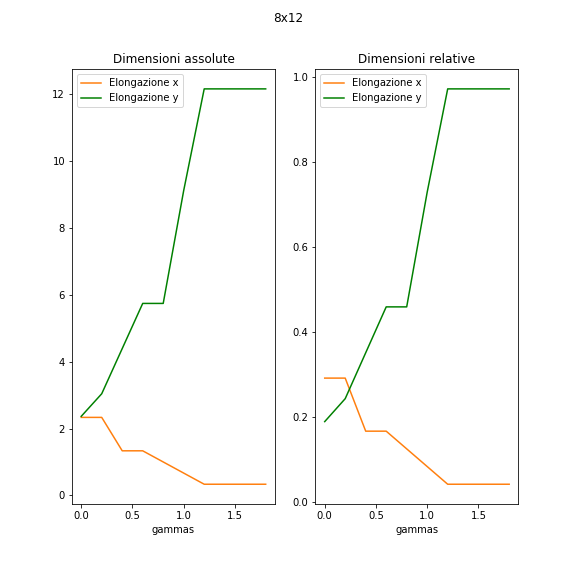 8x12
Dimensioni assolute
Elongazione x
Elongazione y
12
10
8
6
4
2
0
0.0 0.5 1.0 1.5
gammas
Dimensioni relative
Elongazione x
Elongazione y
1.0
0.8
0.6
0.4
0.2
0.0
0.0 0.5 1.0 1.5
gammas